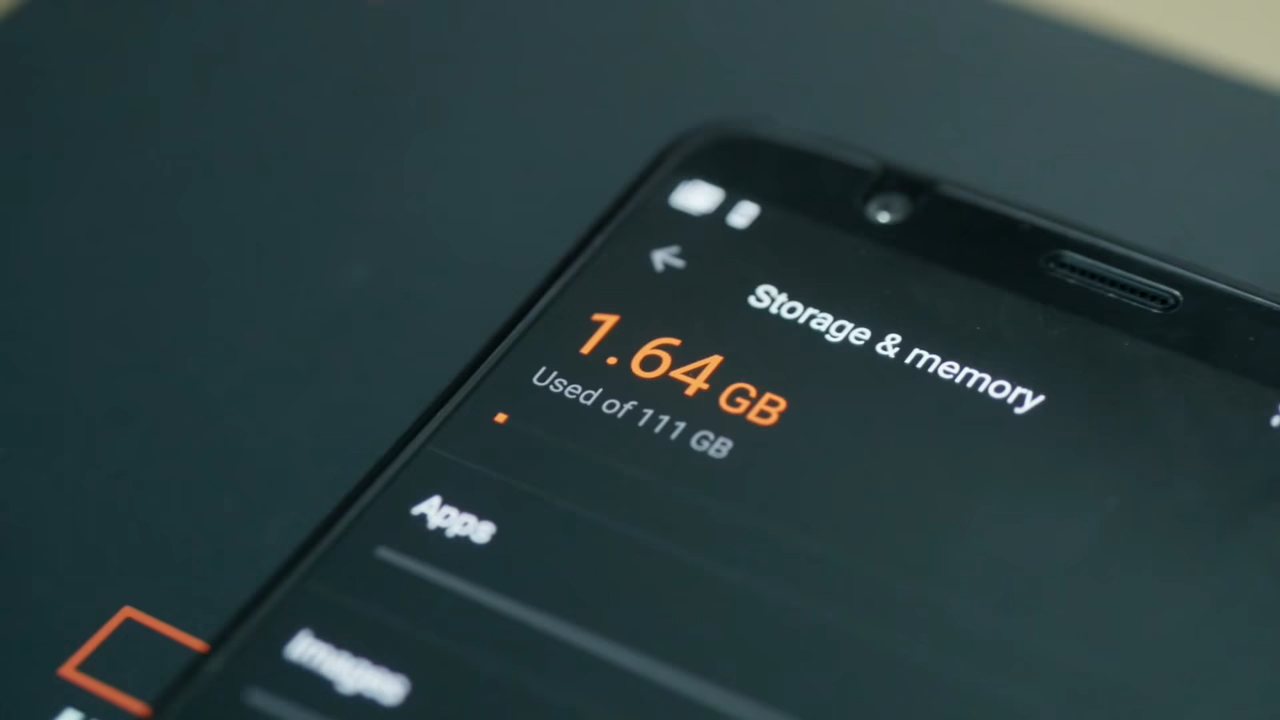 Storage & memory
1.64 GB
Used of 111 GB
Apps
Images